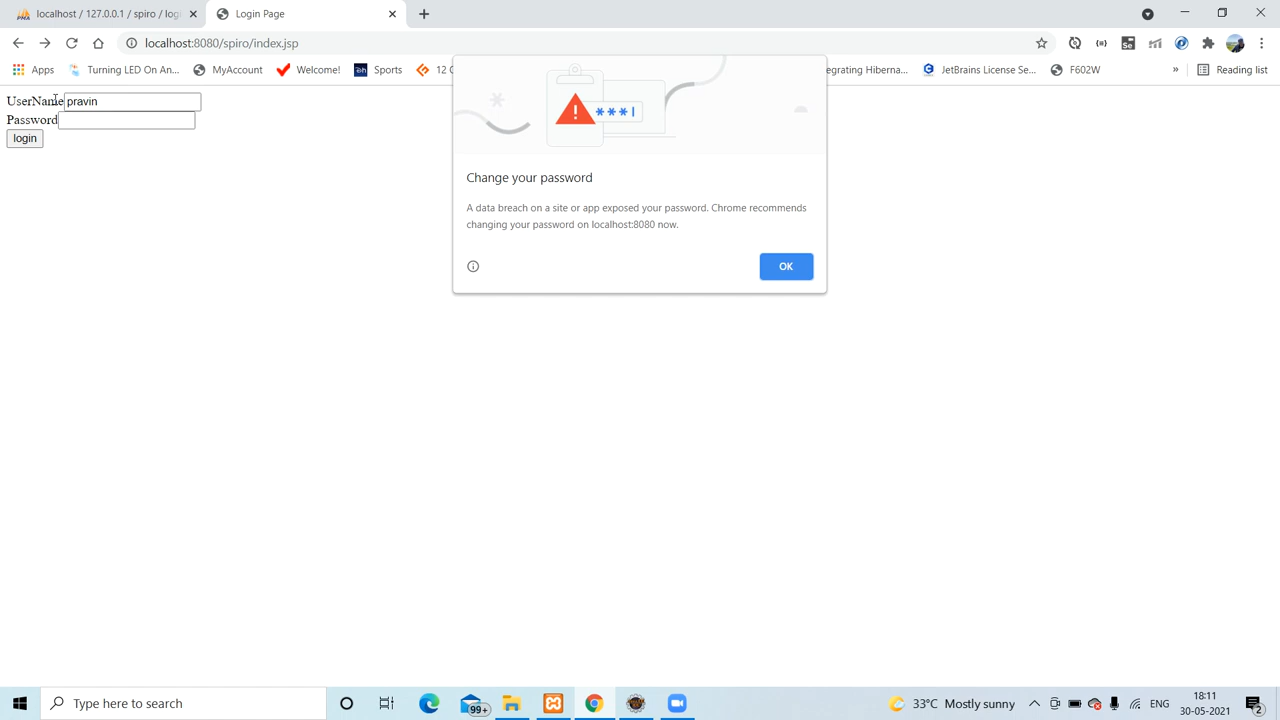 localhost / 127.0.0.1 / spiro / logi
Login Page
localhost:8080/spiro/index.jsp
Apps
Turning LED On An...
MyAccount
Welcome!
Sports
egrating Hiberna...
JetBrains License Se...
F602W
»
Reading list
UserName pravin
Password
login
***|
Change your password
A data breach on a site or app exposed your password. Chrome recommends
changing your password on localhost:8080 now.
OK
Type here to search
99+
33°C Mostly sunny
ENG
18:11
30-05-2021
2